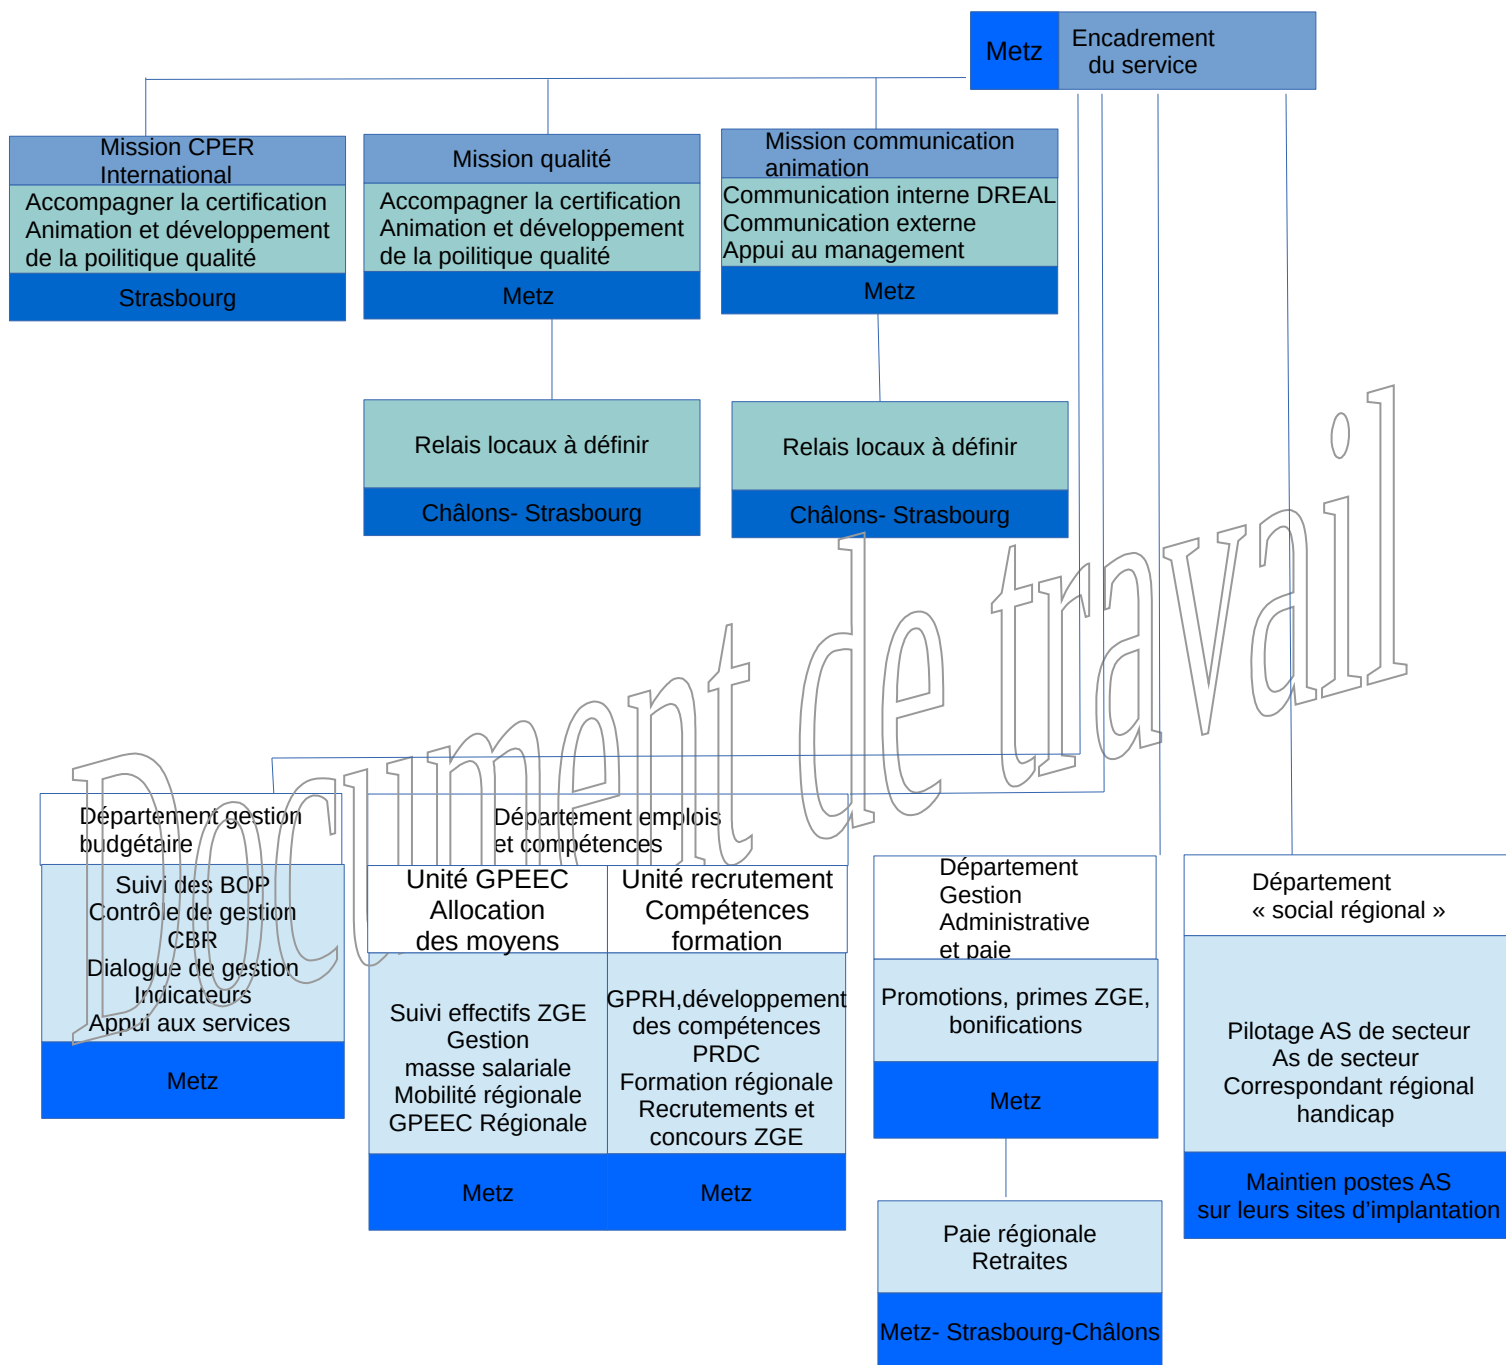 Metz
Encadrement
du service
Mission CPER
International
Accompagner la certification
Animation et développement
de la poilitique qualité
Strasbourg
Mission qualité
Accompagner la certification
Animation et développement
de la poilitique qualité
Metz
Mission communication
animation
Communication interne DREAL
Communication externe
Appui au management
Metz
Relais locaux à définir
Châlons- Strasbourg
Relais locaux à définir
Châlons- Strasbourg
Document de travail
Département gestion
budgétaire
Suivi des BOP
Contrôle de gestion
CBR
Dialogue de gestion
Indicateurs
Appui aux services
Metz
Département emplois
et compétences
Unité GPEEC
Allocation
des moyens
Suivi effectifs ZGE
Gestion
masse salariale
Mobilité régionale
GPEEC Régionale
Metz
Unité recrutement
Compétences
formation
GPRH,développement
des compétences
PRDC
Formation régionale
Recrutements et
concours ZGE
Metz
Département
Gestion
Administrative
et paie
Promotions, primes ZGE,
bonifications
Metz
Paie régionale
Retraites
Metz- Strasbourg-Châlons
Département
« social régional »
Pilotage AS de secteur
As de secteur
Correspondant régional
handicap
Maintien postes AS
sur leurs sites d'implantation